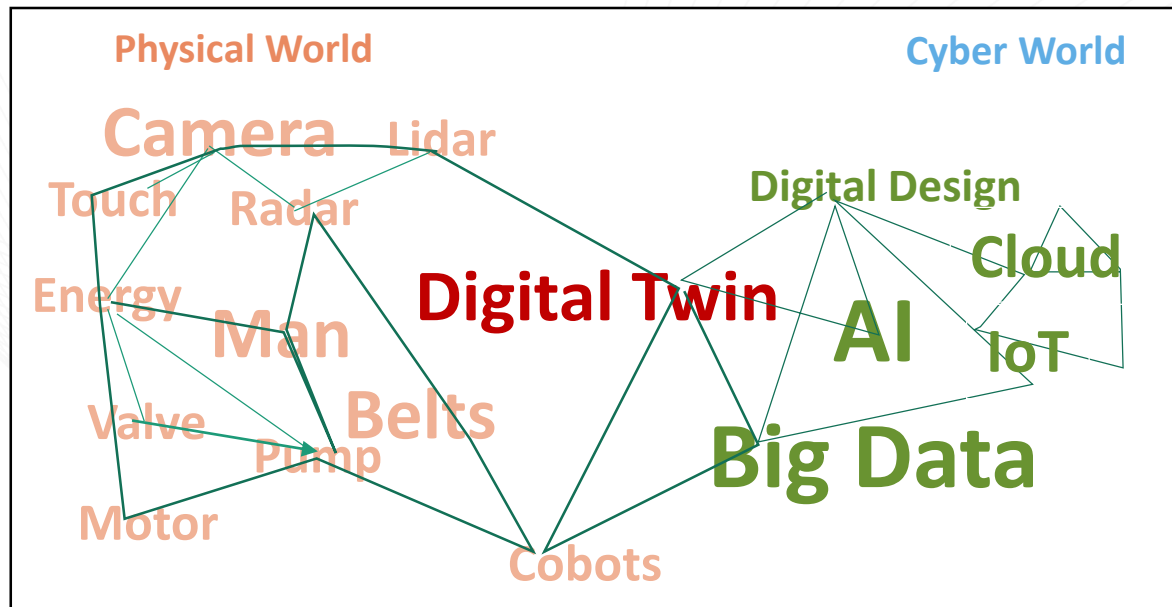 Physical World
Cyber World
Camera
Lidar
Touch
Radar
Digital Design
Cloud
Energy
Man
Digital Twin
AI
IoT
Valve
Belts
Pump
Big Data
Motor
Cobots